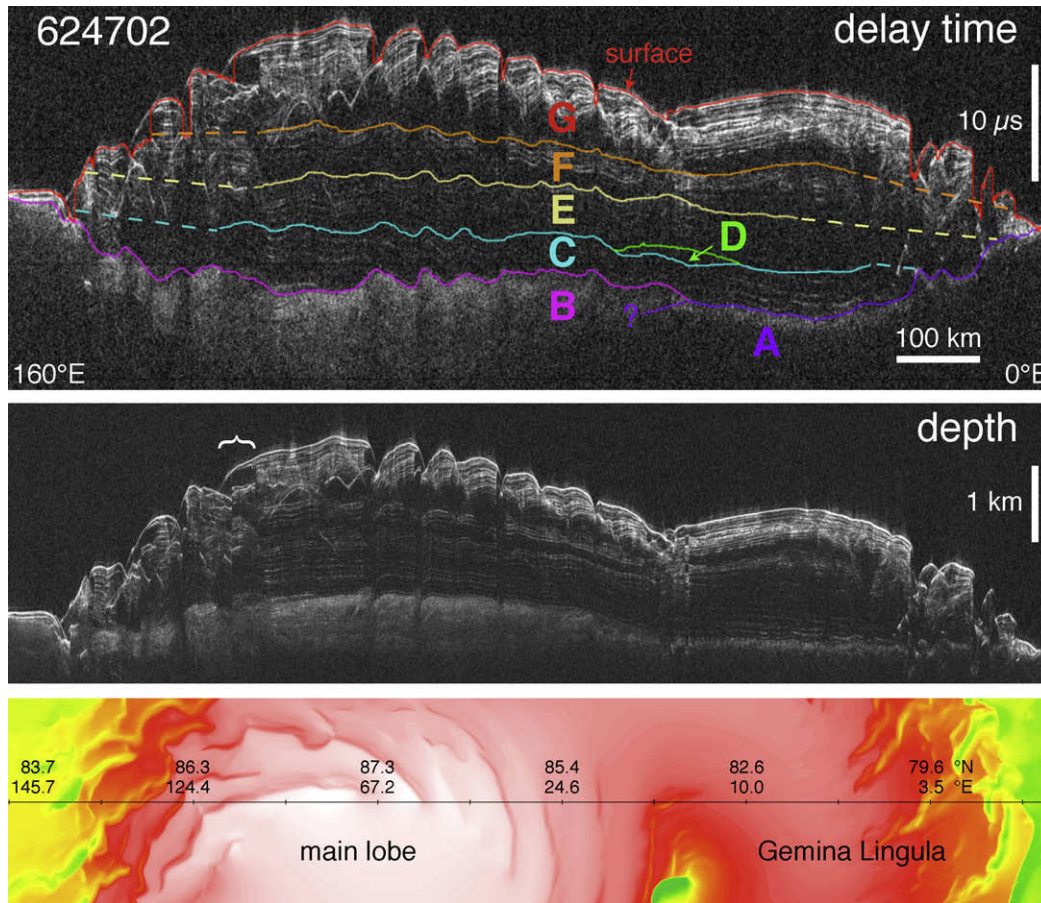 624702
delay time
surface
10 µs
G
F
E
D
C
B
?
A
100 km
160°E
0°E
depth
1 km
83.7 86.3 87.3 85.4 82.6 79.6 °N
145.7 124.4 67.2 24.6 10.0 3.5 °E
main lobe
Gemina Lingula